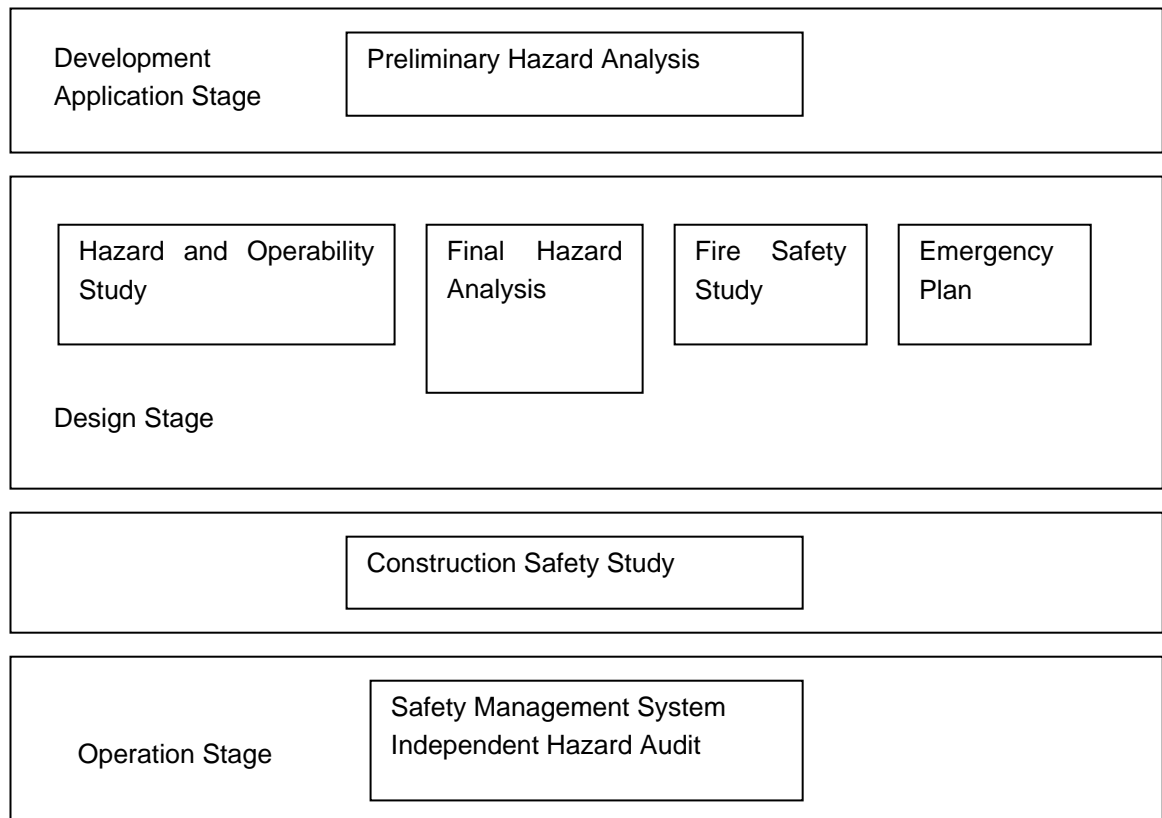 Development
Application Stage
Preliminary Hazard Analysis
Hazard and Operability
Study
Final Hazard
Analysis
Fire Safety
Study
Emergency
Plan
Design Stage
Construction Safety Study
Operation Stage
Safety Management System
Independent Hazard Audit